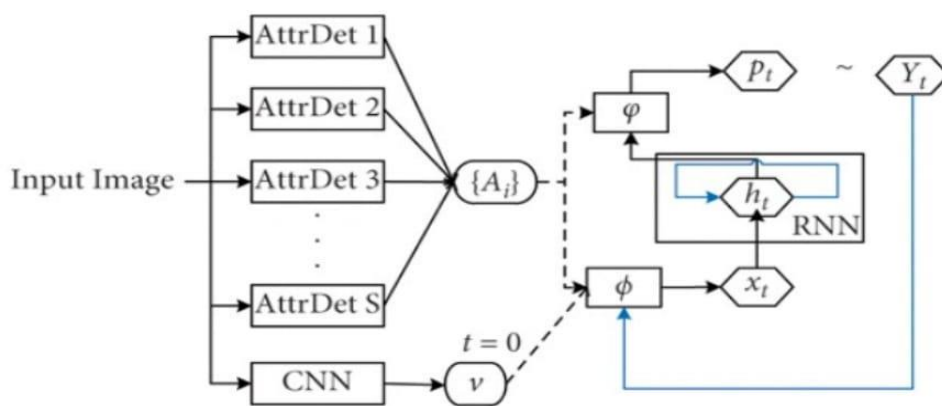 AttrDet 1
AttrDet 2
Input Image
AttrDet 3
.
.
.
AttrDet S
CNN
{A_i}
t = 0
v
φ
p_t
~
Y_t
h_t
RNN
ϕ
x_t